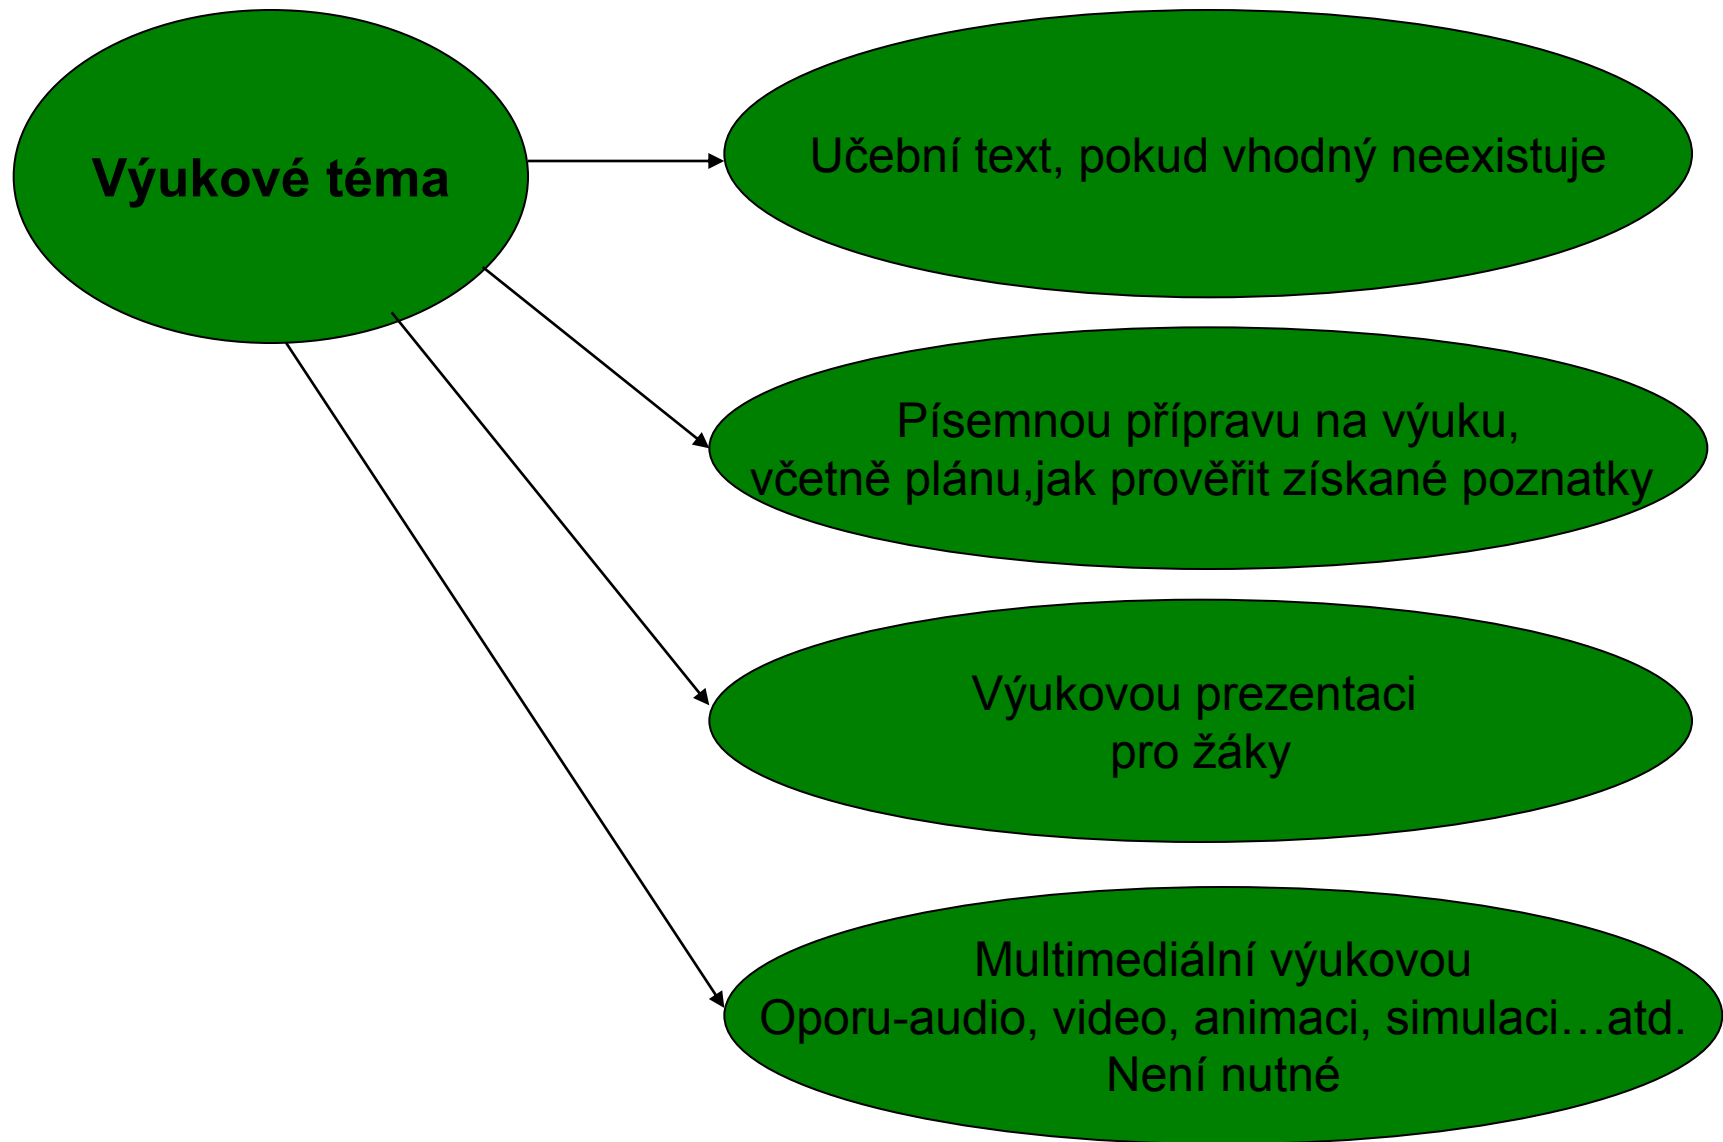 Výukové téma
Učební text, pokud vhodný neexistuje
Písemnou přípravu na výuku,
včetně plánu,jak prověřit získané poznatky
Výukovou prezentaci
pro žáky
Multimediální výukovou
Oporu-audio, video, animaci, simulaci…atd.
Není nutné